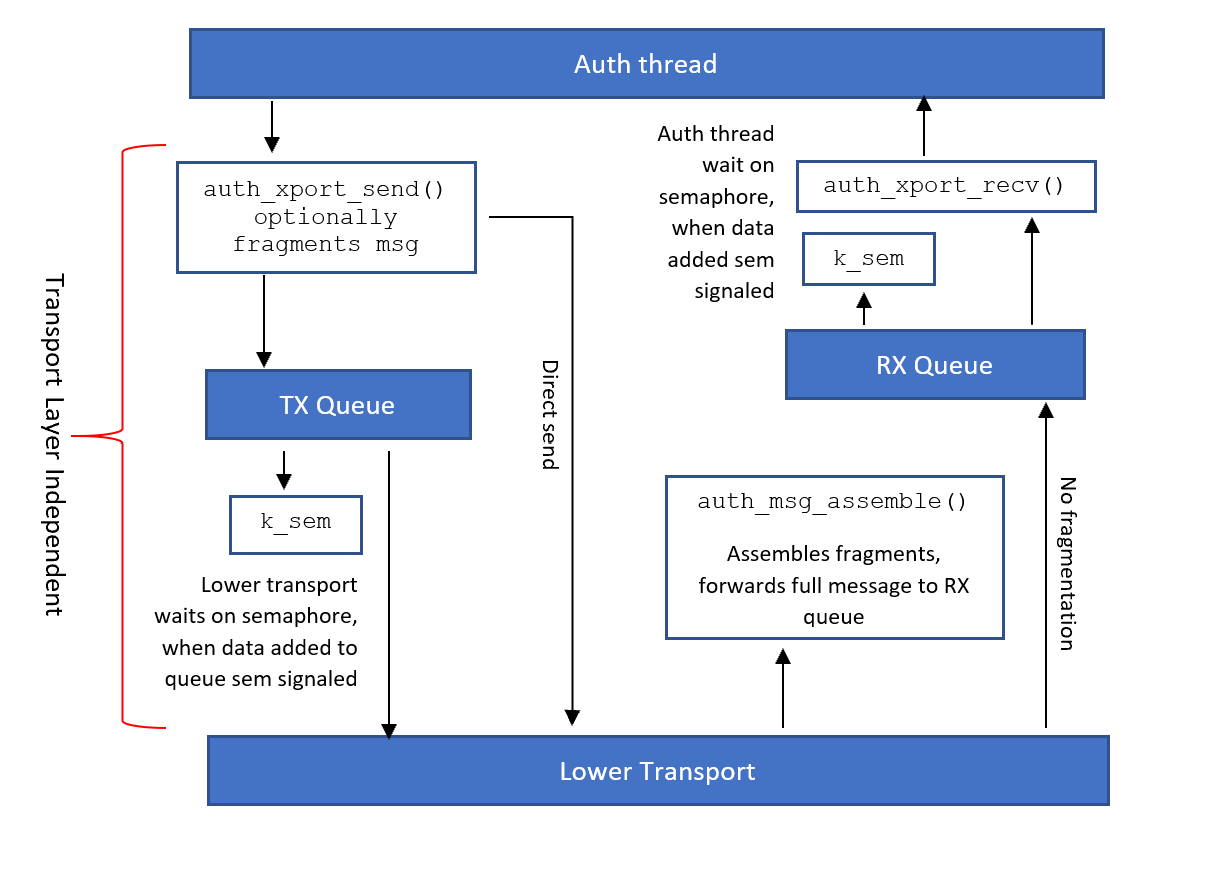 Auth thread
auth_xport_send()
optionally
fragments msg
Auth thread
wait on
semaphore,
when data
added sem
signaled
auth_xport_recv()
k_sem
RX Queue
Transport Layer Independent
TX Queue
Direct send
k_sem
Lower transport
waits on semaphore,
when data added to
queue sem signaled
auth_msg_assemble()
Assembles fragments,
forwards full message to RX
queue
No fragmentation
Lower Transport